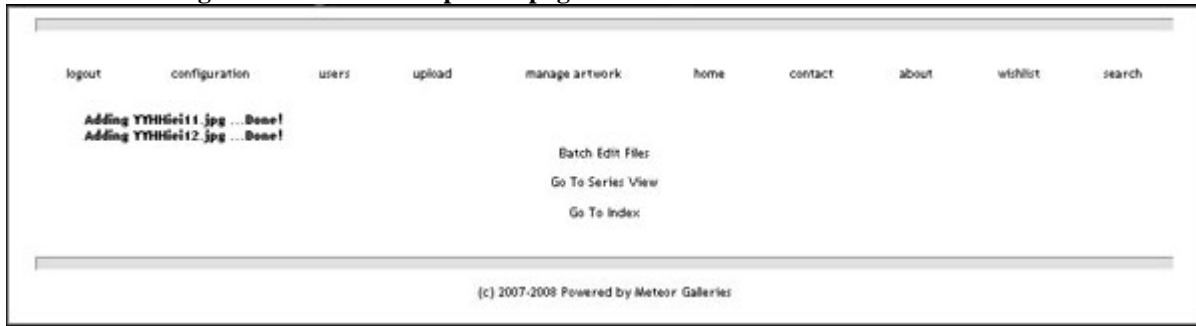 logout configuration users upload manage artwork home contact about wishlist search
Adding YYHHiei11.jpg ...Done!
Adding YYHHiei12.jpg ...Done!
Batch Edit Files
Go To Series View
Go To Index
(c) 2007-2008 Powered by Meteor Galleries